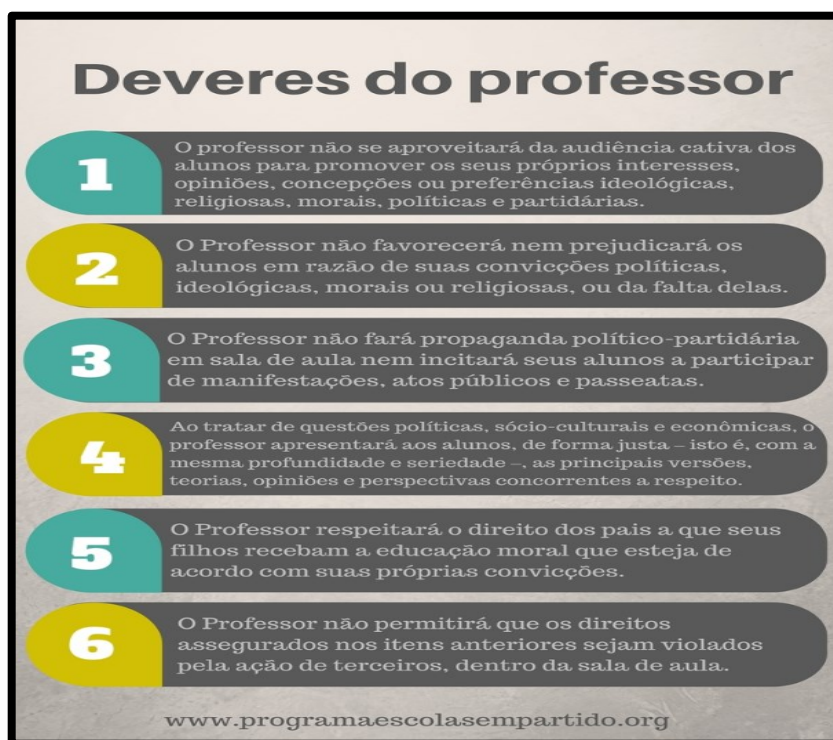 Deveres do professor
1
O professor não se aproveitará da audiência cativa dos
alunos para promover os seus próprios interesses,
opiniões, concepções ou preferências ideológicas,
religiosas, morais, políticas e partidárias.
2
O Professor não favorecerá nem prejudicará os
alunos em razão de suas convicções políticas,
ideológicas, morais ou religiosas, ou da falta delas.
3
O Professor não fará propaganda político-partidária
em sala de aula nem incitará seus alunos a participar
de manifestações, atos públicos e passeatas.
4
Ao tratar de questões políticas, sócio-culturais e econômicas, o
professor apresentará aos alunos, de forma justa – isto é, com a
mesma profundidade e seriedade –, as principais versões,
teorias, opiniões e perspectivas concorrentes a respeito.
5
O Professor respeitará o direito dos pais a que seus
filhos recebam a educação moral que esteja de
acordo com suas próprias convicções.
6
O Professor não permitirá que os direitos
assegurados nos itens anteriores sejam violados
pela ação de terceiros, dentro da sala de aula.
www.programaescolasempartido.org